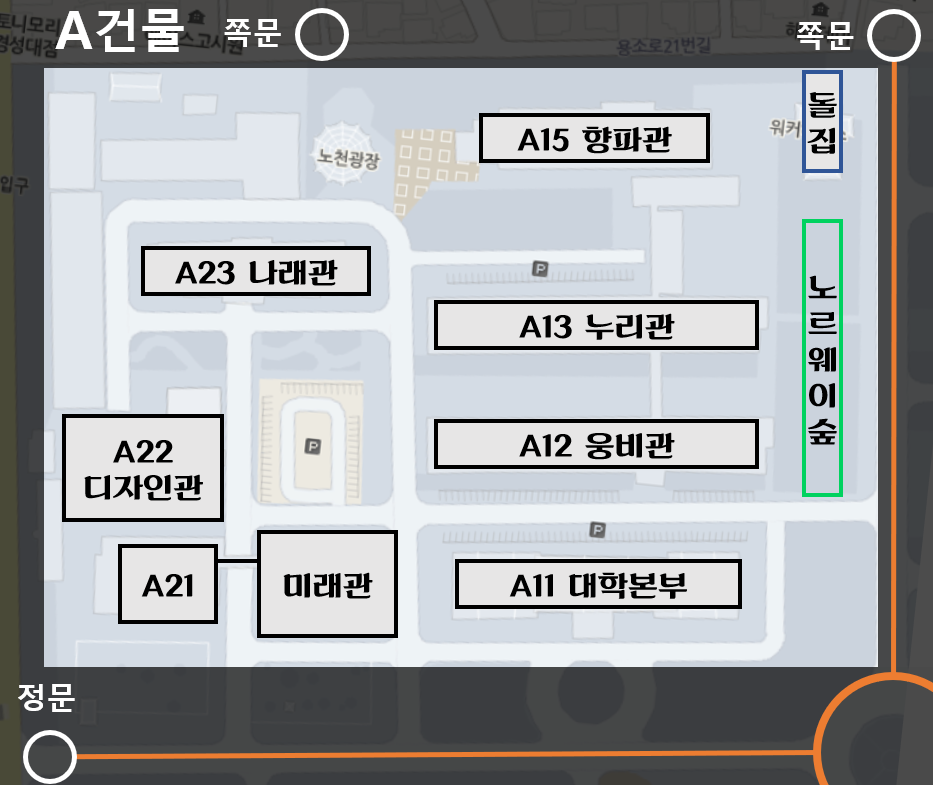 토니모리
경성대점
A건물
쪽문
스고시원
용소로21번길
쪽문
입구
노천광장
A15 향파관
워커
돌집
A23 나래관
P
A13 누리관
노르웨이숲
A22
디자인관
P
A12 웅비관
P
A21
미래관
A11 대학본부
정문